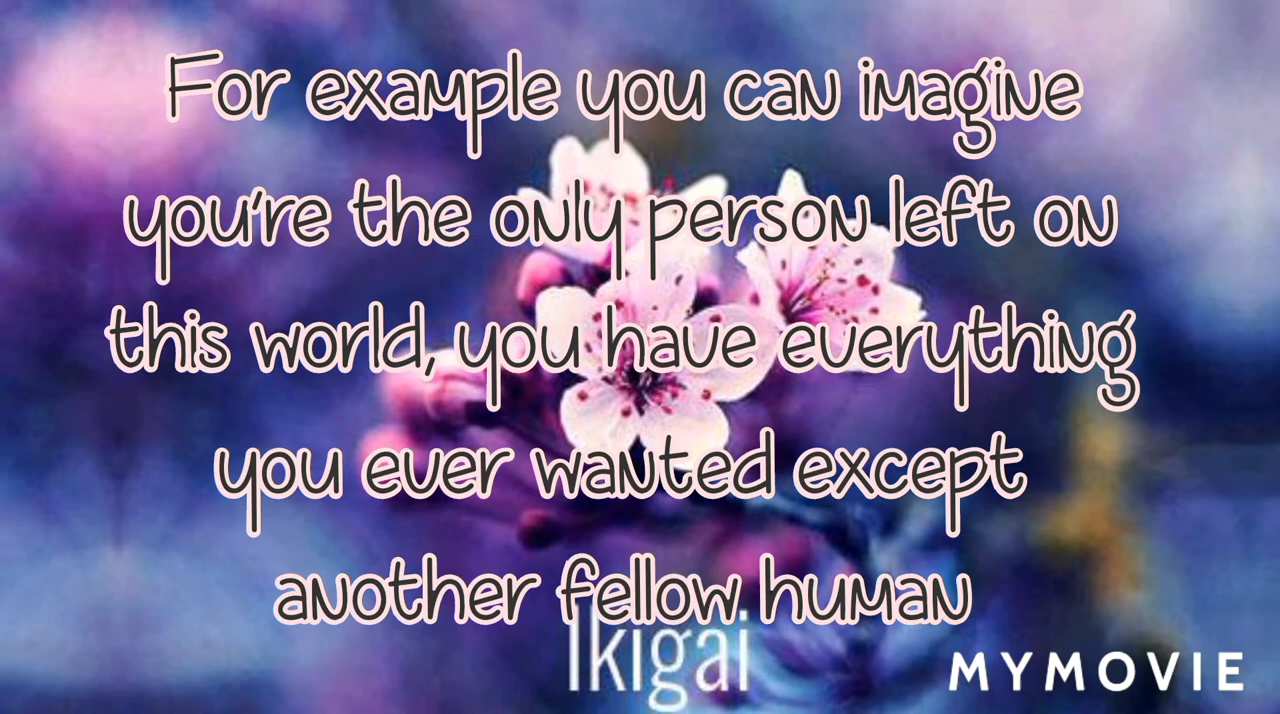 For example you can imagine
you're the only person left on
this world, you have everything
you ever wanted except
another fellow human
Ikigai
MYMOVIE